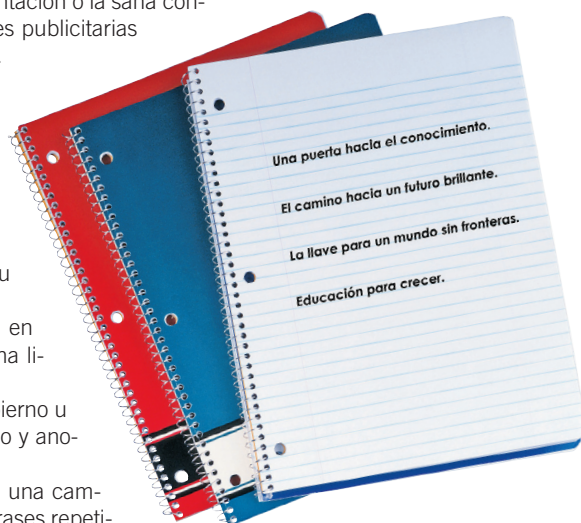 ntación o la sana con-
es publicitarias
Una puerta hacia el conocimiento.
El camino hacia un futuro brillante.
La llave para un mundo sin fronteras.
Educación para crecer.
u
en
na li-
ierno u
o y ano-
una cam-
rases repeti-